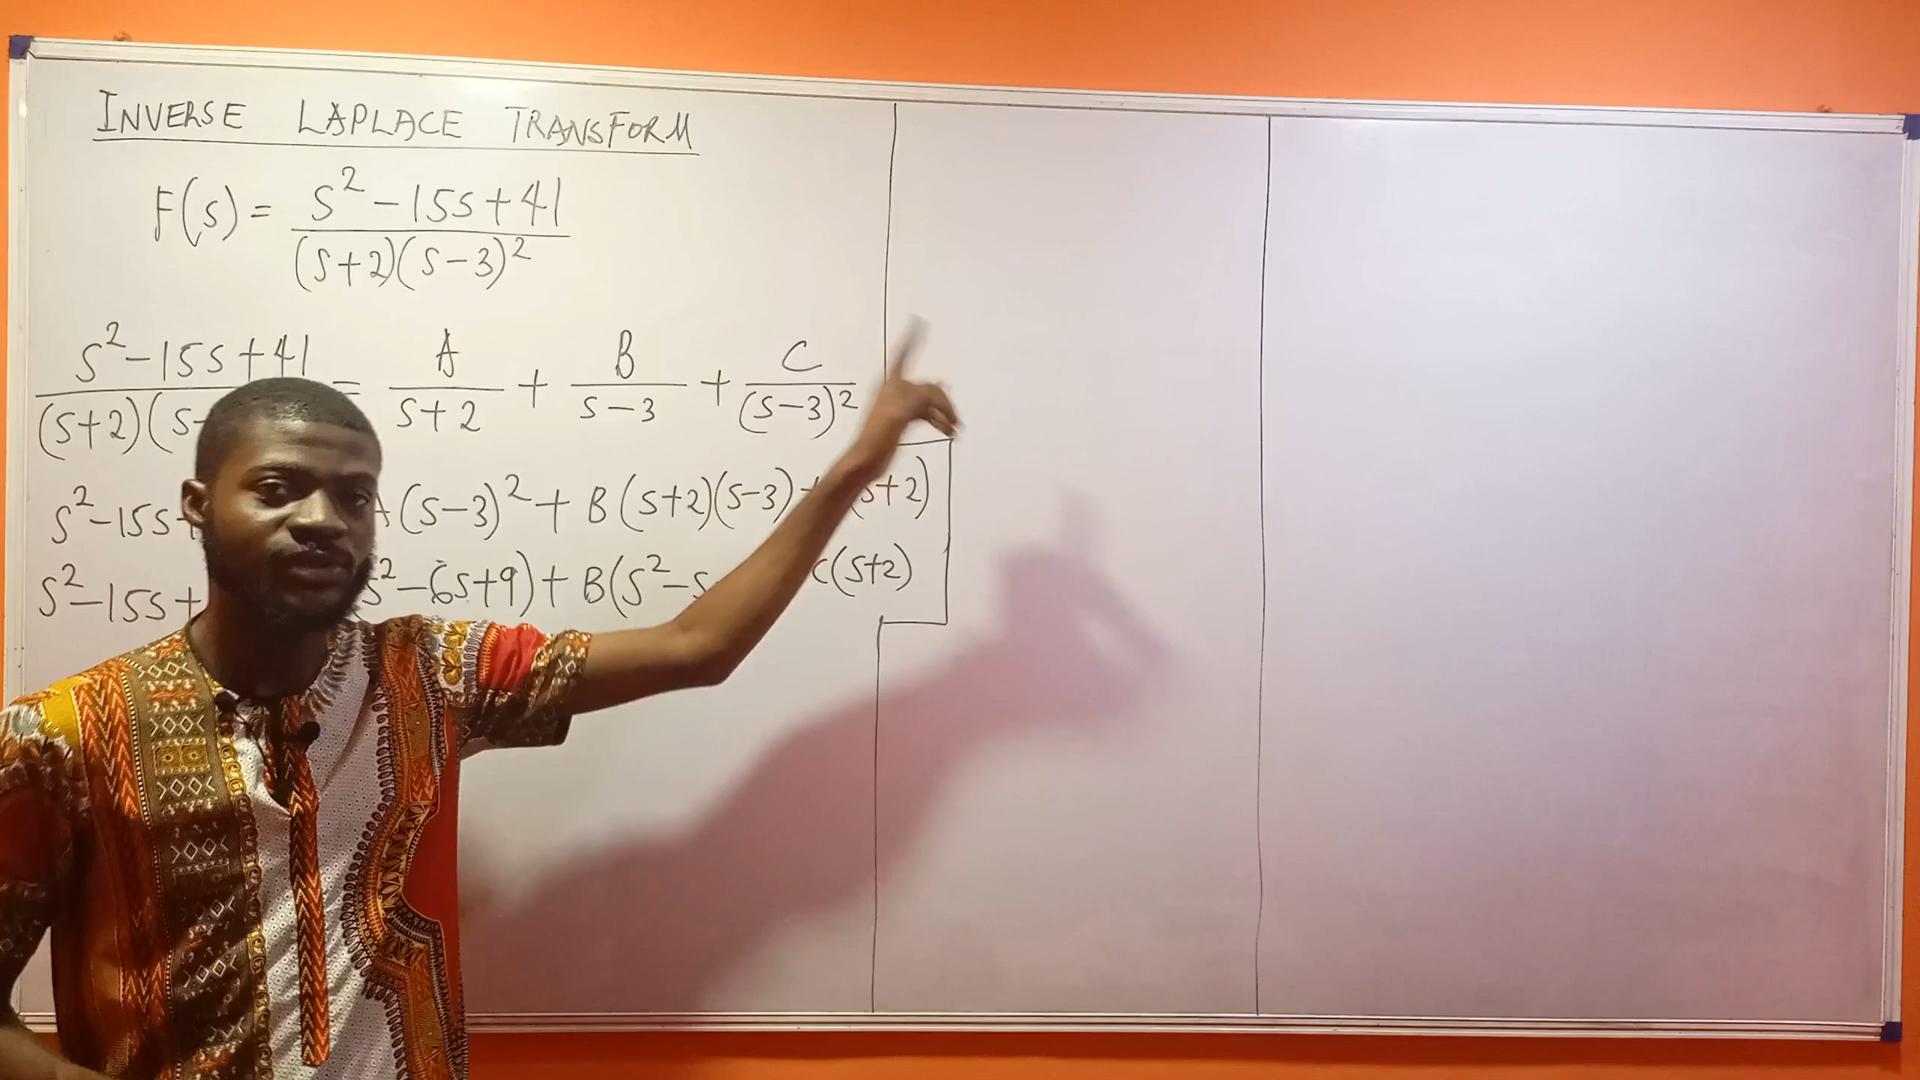 INVERSE LAPLACE TRANSFORM
F(s) = s² - 15s + 41
(s+2)(s-3)²
s² - 15s + 41 = A + B + C
(s+2)(s- s+2 s-3 (s-3)²
s² - 15s A(s-3)² + B(s+2)(s-3) + (s+2)
s² - 15s + s² - 6s + 9) + B(s² - s C(s+2)